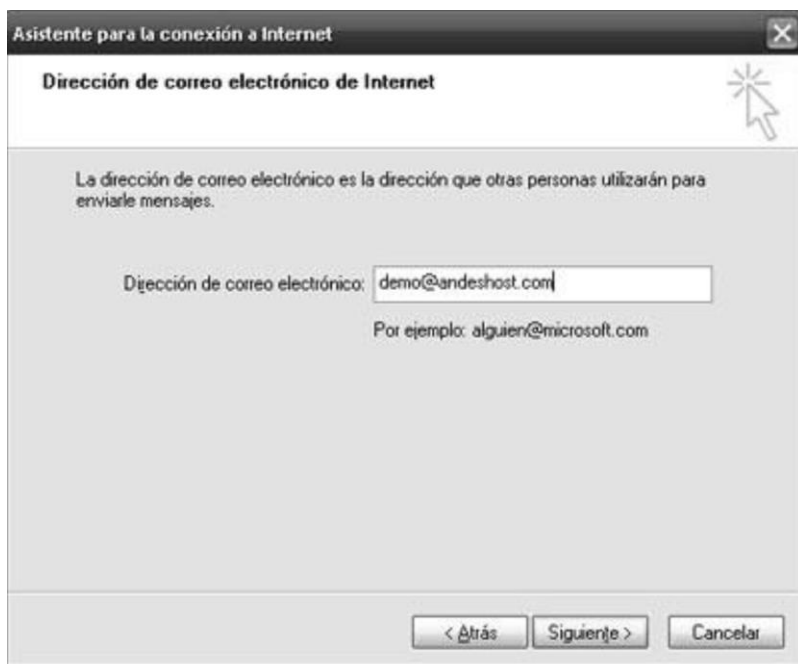 Asistente para la conexión a Internet
Dirección de correo electrónico de Internet
La dirección de correo electrónico es la dirección que otras personas utilizarán para
enviarle mensajes.
Dirección de correo electrónico: demo@andeshost.com
Por ejemplo: alguien@microsoft.com
< Atrás Siguiente > Cancelar